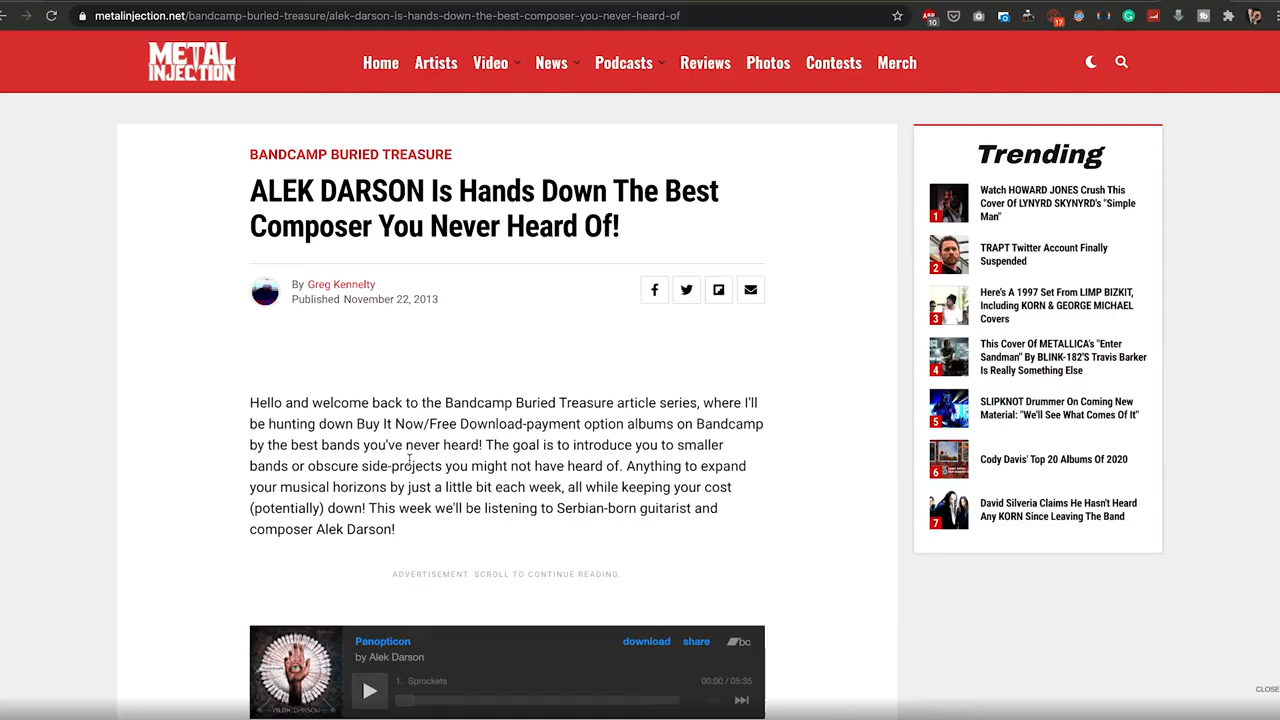 metalinjection.net/bandcamp-buried-treasure/alek-darson-is-hands-down-the-best-composer-you-never-heard-of
10
17
METAL INJECTION
Home Artists Video News Podcasts Reviews Photos Contests Merch
BANDCAMP BURIED TREASURE
ALEK DARSON Is Hands Down The Best
Composer You Never Heard Of!
By Greg Kennelty
Published November 22, 2013
Hello and welcome back to the Bandcamp Buried Treasure article series, where I'll
be hunting down Buy It Now/Free Download-payment option albums on Bandcamp
by the best bands you've never heard! The goal is to introduce you to smaller
bands or obscure side-projects you might not have heard of. Anything to expand
your musical horizons by just a little bit each week, all while keeping your cost
(potentially) down! This week we'll be listening to Serbian-born guitarist and
composer Alek Darson!
ADVERTISEMENT. SCROLL TO CONTINUE READING.
Panopticon
download share bc
by Alek Darson
1. Sprockets 00:00 / 05:35
ALEK DARSON
Trending
1
Watch HOWARD JONES Crush This
Cover Of LYNYRD SKYNYRD's "Simple
Man"
2
TRAPT Twitter Account Finally
Suspended
3
Here's A 1997 Set From LIMP BIZKIT,
Including KORN & GEORGE MICHAEL
Covers
4
This Cover Of METALLICA's "Enter
Sandman" By BLINK-182'S Travis Barker
Is Really Something Else
5
SLIPKNOT Drummer On Coming New
Material: "We'll See What Comes Of It"
6
Cody Davis' Top 20 Albums Of 2020
7
David Silveria Claims He Hasn't Heard
Any KORN Since Leaving The Band
CLOSE